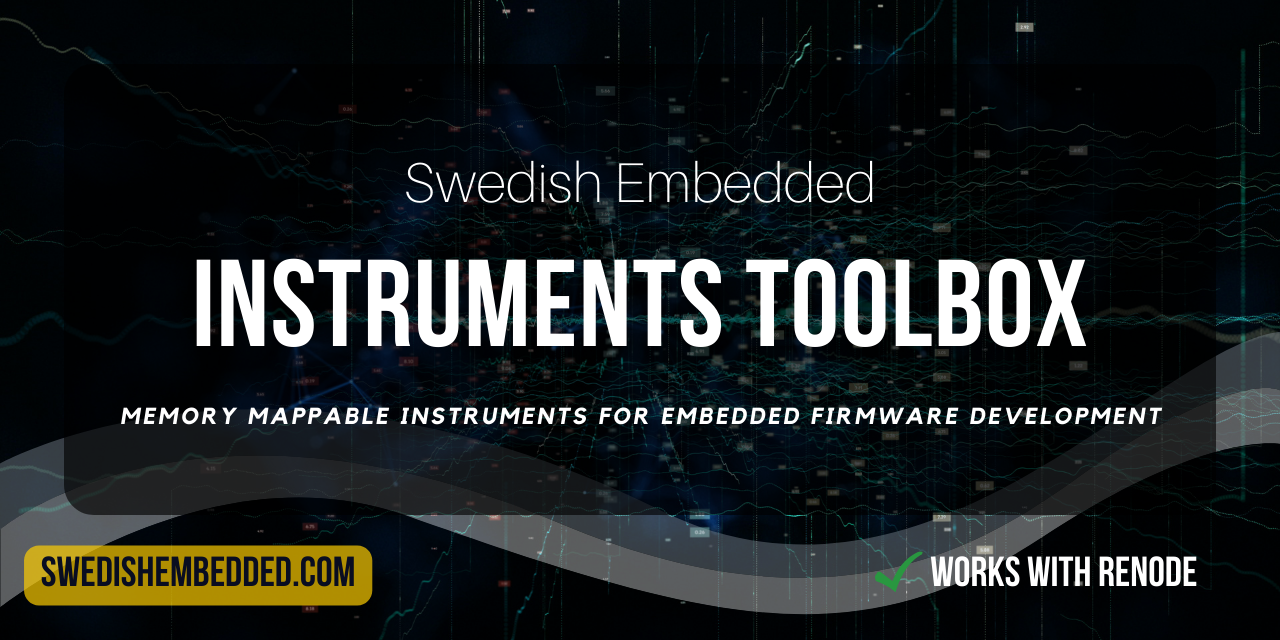 Swedish Embedded
INSTRUMENTS TOOLBOX
MEMORY MAPPABLE INSTRUMENTS FOR EMBEDDED FIRMWARE DEVELOPMENT
SWEDISHEMBEDDED.COM
WORKS WITH RENODE